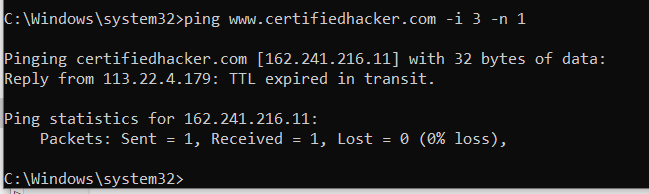 C:\Windows\system32>ping www.certifiedhacker.com -i 3 -n 1
Pinging certifiedhacker.com [162.241.216.11] with 32 bytes of data:
Reply from 113.22.4.179: TTL expired in transit.
Ping statistics for 162.241.216.11:
    Packets: Sent = 1, Received = 1, Lost = 0 (0% loss),
C:\Windows\system32>